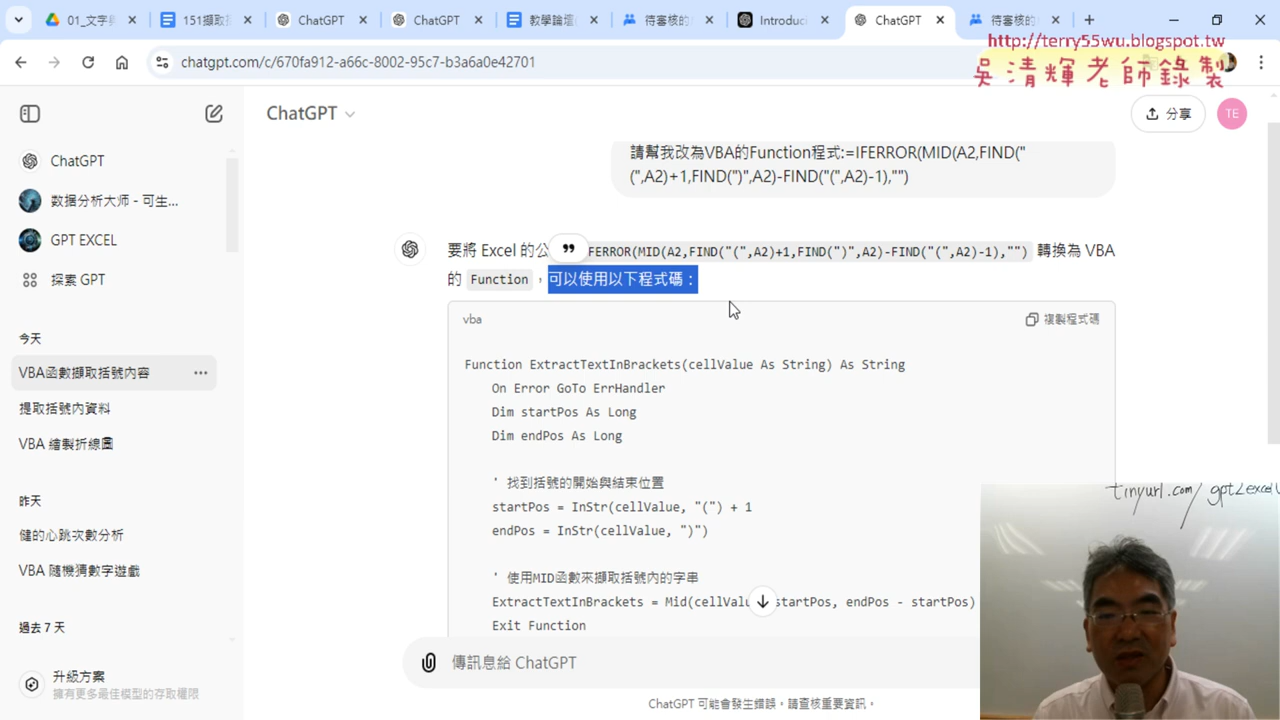 01_文字與
151擷取括
ChatGPT
ChatGPT
教學論壇(
待審核的
Introduc
ChatGPT
待審核的
http://terry55wu.blogspot.tw
chatgpt.com/c/670fa912-a66c-8002-95c7-b3a6a0e42701
吳清輝老師錄製
ChatGPT
分享
TE
ChatGPT
数据分析大师 - 可生...
GPT EXCEL
探索 GPT
今天
VBA函數擷取括號內容
提取括號內資料
VBA 繪製折線圖
昨天
健的心跳次數分析
VBA 隨機猜數字遊戲
過去 7 天
升級方案
擁有更多最佳模型的存取權限
請幫我改為VBA的Function程式:=IFERROR(MID(A2,FIND("
(",A2)+1,FIND(")",A2)-FIND("(",A2)-1),"")
要將 Excel 的公 FERROR(MID(A2,FIND("(",A2)+1,FIND(")",A2)-FIND("(",A2)-1),"") 轉換為 VBA
的 Function，可以使用以下程式碼：
vba
複製程式碼
Function ExtractTextInBrackets(cellValue As String) As String
On Error GoTo ErrHandler
Dim startPos As Long
Dim endPos As Long
' 找到括號的開始與結束位置
startPos = InStr(cellValue, "(") + 1
endPos = InStr(cellValue, ")")
' 使用MID函數來擷取括號內的字串
ExtractTextInBrackets = Mid(cellValu startPos, endPos - startPos)
Exit Function
傳訊息給 ChatGPT
ChatGPT 可能會發生錯誤。請查核重要資訊。
tinyurl.com/gpt2excel